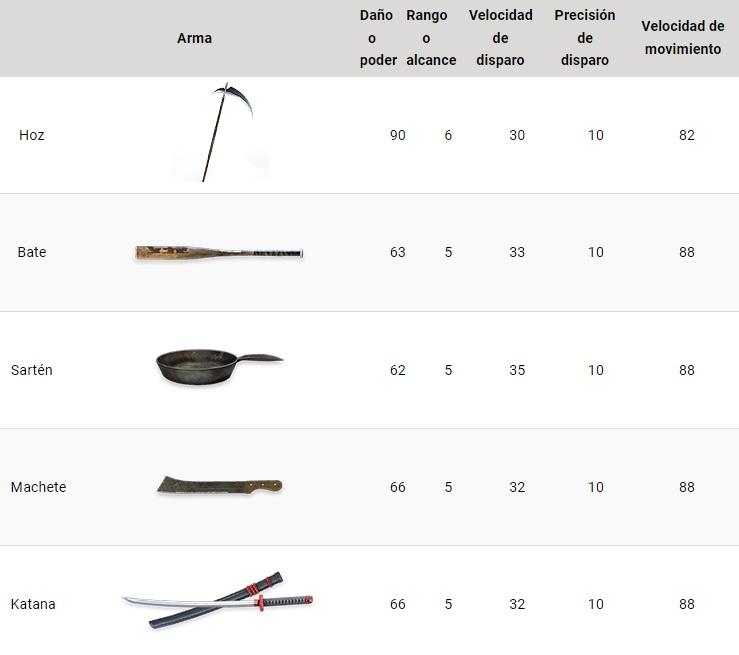 Arma Daño o poder Rango o alcance Velocidad de disparo Precisión de disparo Velocidad de movimiento
Hoz 90 6 30 10 82
Bate 63 5 33 10 88
Sartén 62 5 35 10 88
Machete 66 5 32 10 88
Katana 66 5 32 10 88